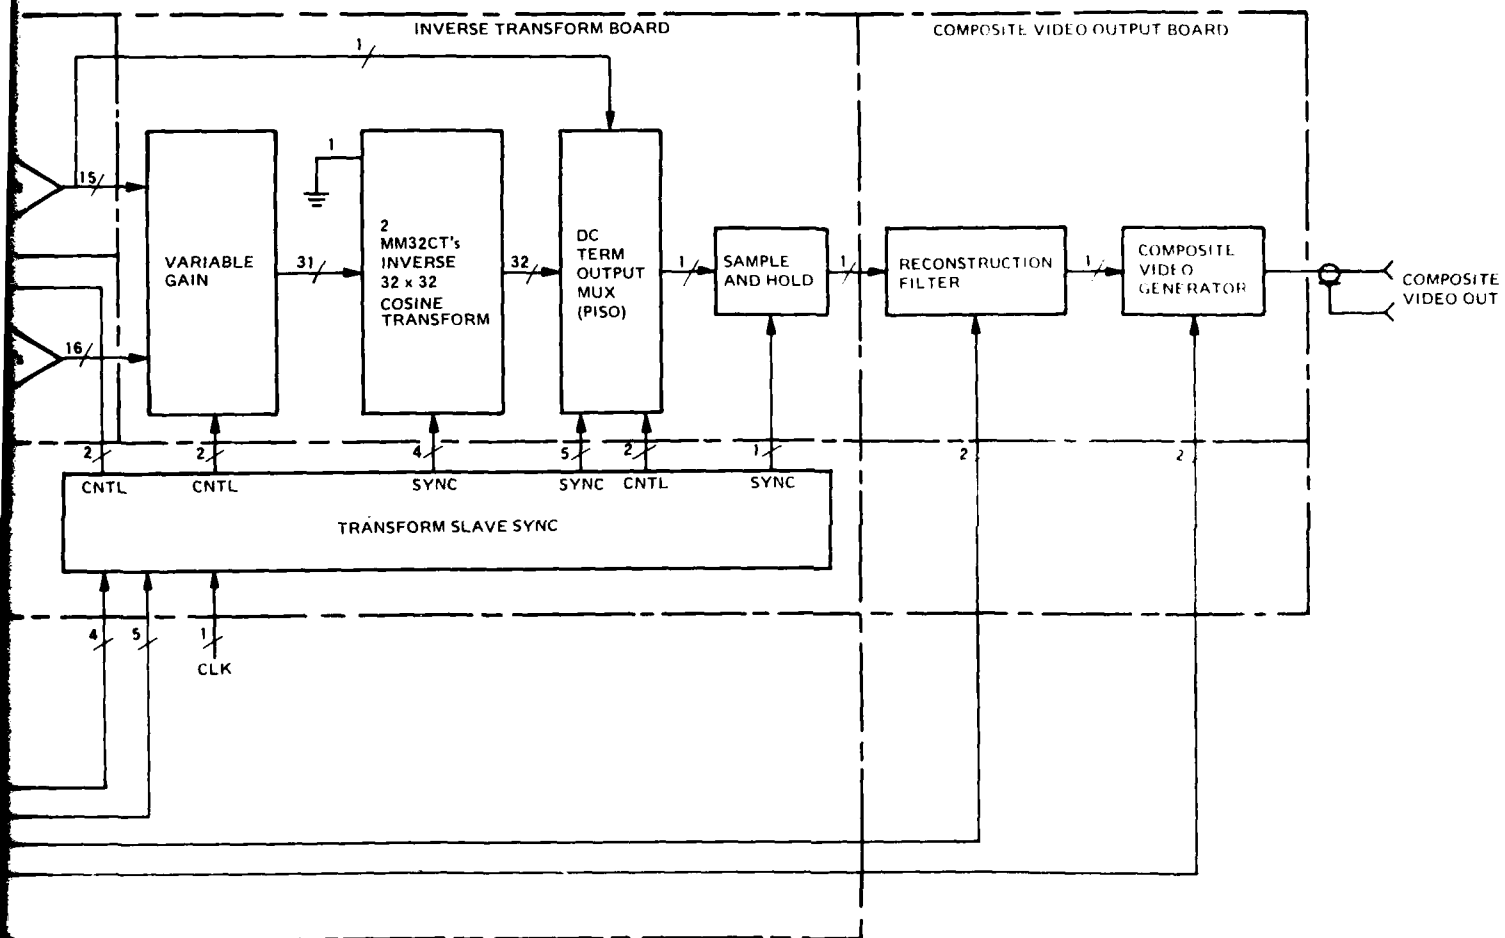 INVERSE TRANSFORM BOARD
COMPOSITE VIDEO OUTPUT BOARD
1
1
15
VARIABLE
GAIN
31
2
MM32CT's
INVERSE
32 x 32
COSINE
TRANSFORM
32
DC
TERM
OUTPUT
MUX
(PISO)
1
SAMPLE
AND HOLD
1
RECONSTRUCTION
FILTER
1
COMPOSITE
VIDEO
GENERATOR
COMPOSITE
VIDEO OUT
16
2
2
4
5
2
1
2
2
CNTL
CNTL
SYNC
SYNC
CNTL
SYNC
TRANSFORM SLAVE SYNC
4
5
1
CLK